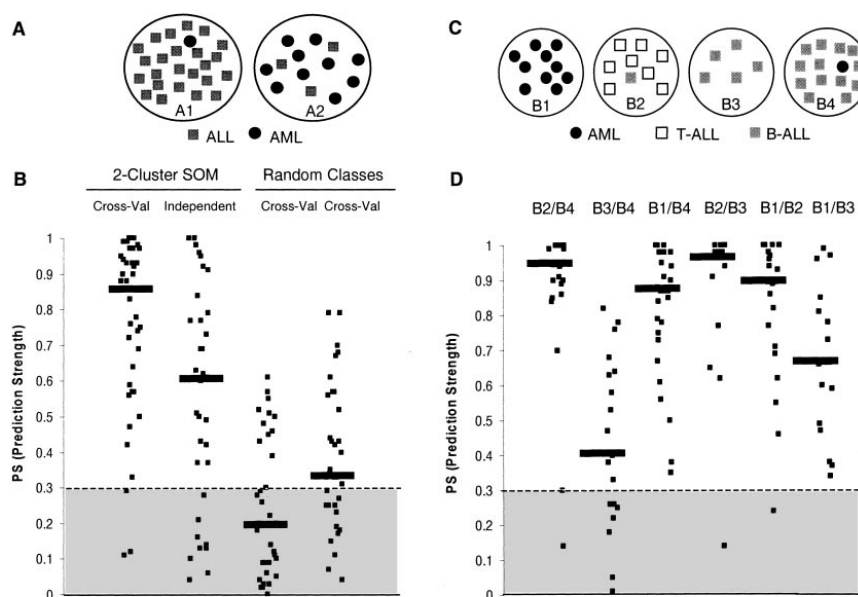 A
A1
A2
ALL AML
B
2-Cluster SOM Random Classes
Cross-Val Independent Cross-Val Cross-Val
PS (Prediction Strength)
1
0.9
0.8
0.7
0.6
0.5
0.4
0.3
0.2
0.1
0
C
B1 B2 B3 B4
AML T-ALL B-ALL
D
B2/B4 B3/B4 B1/B4 B2/B3 B1/B2 B1/B3
PS (Prediction Strength)
1
0.9
0.8
0.7
0.6
0.5
0.4
0.3
0.2
0.1
0